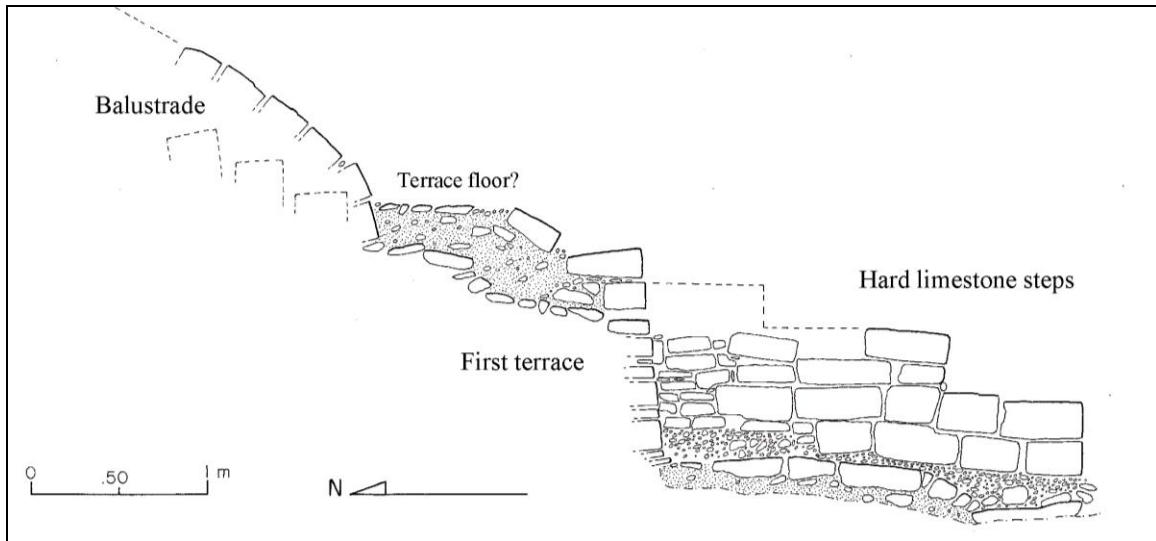 Balustrade
Terrace floor?
Hard limestone steps
First terrace
0 .50 1 m
N